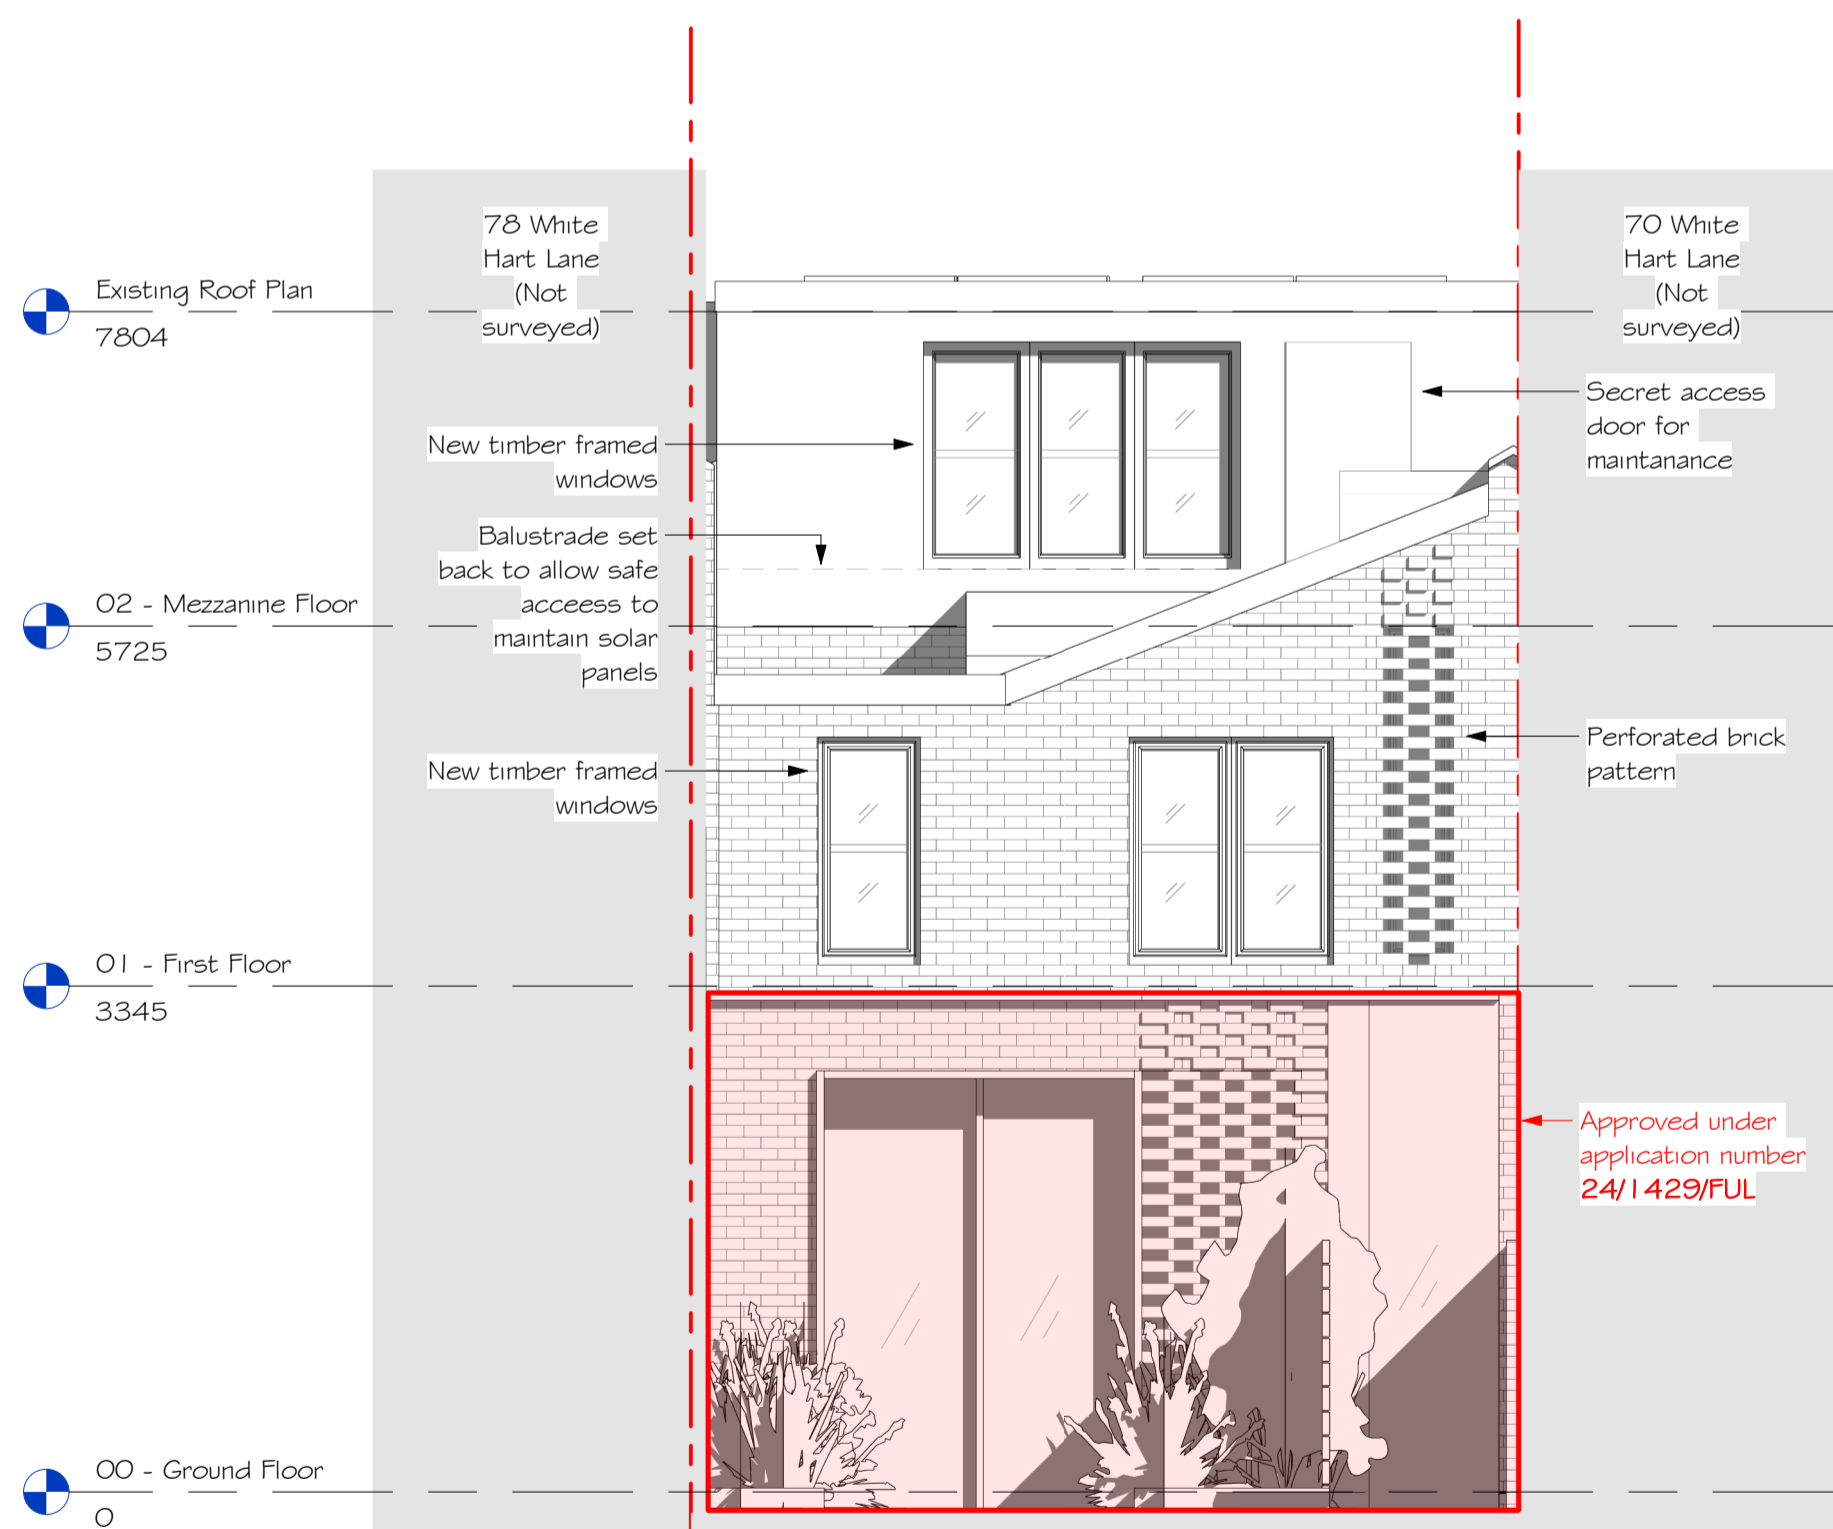 78 White
Hart Lane
(Not
surveyed)
70 White
Hart Lane
(Not
surveyed)
Existing Roof Plan
7804
Secret access
door for
maintanance
New timber framed
windows
Balustrade set
back to allow safe
acceess to
maintain solar
panels
02 - Mezzanine Floor
5725
Perforated brick
pattern
New timber framed
windows
01 - First Floor
3345
Approved under
application number
24/1429/FUL
00 - Ground Floor
0